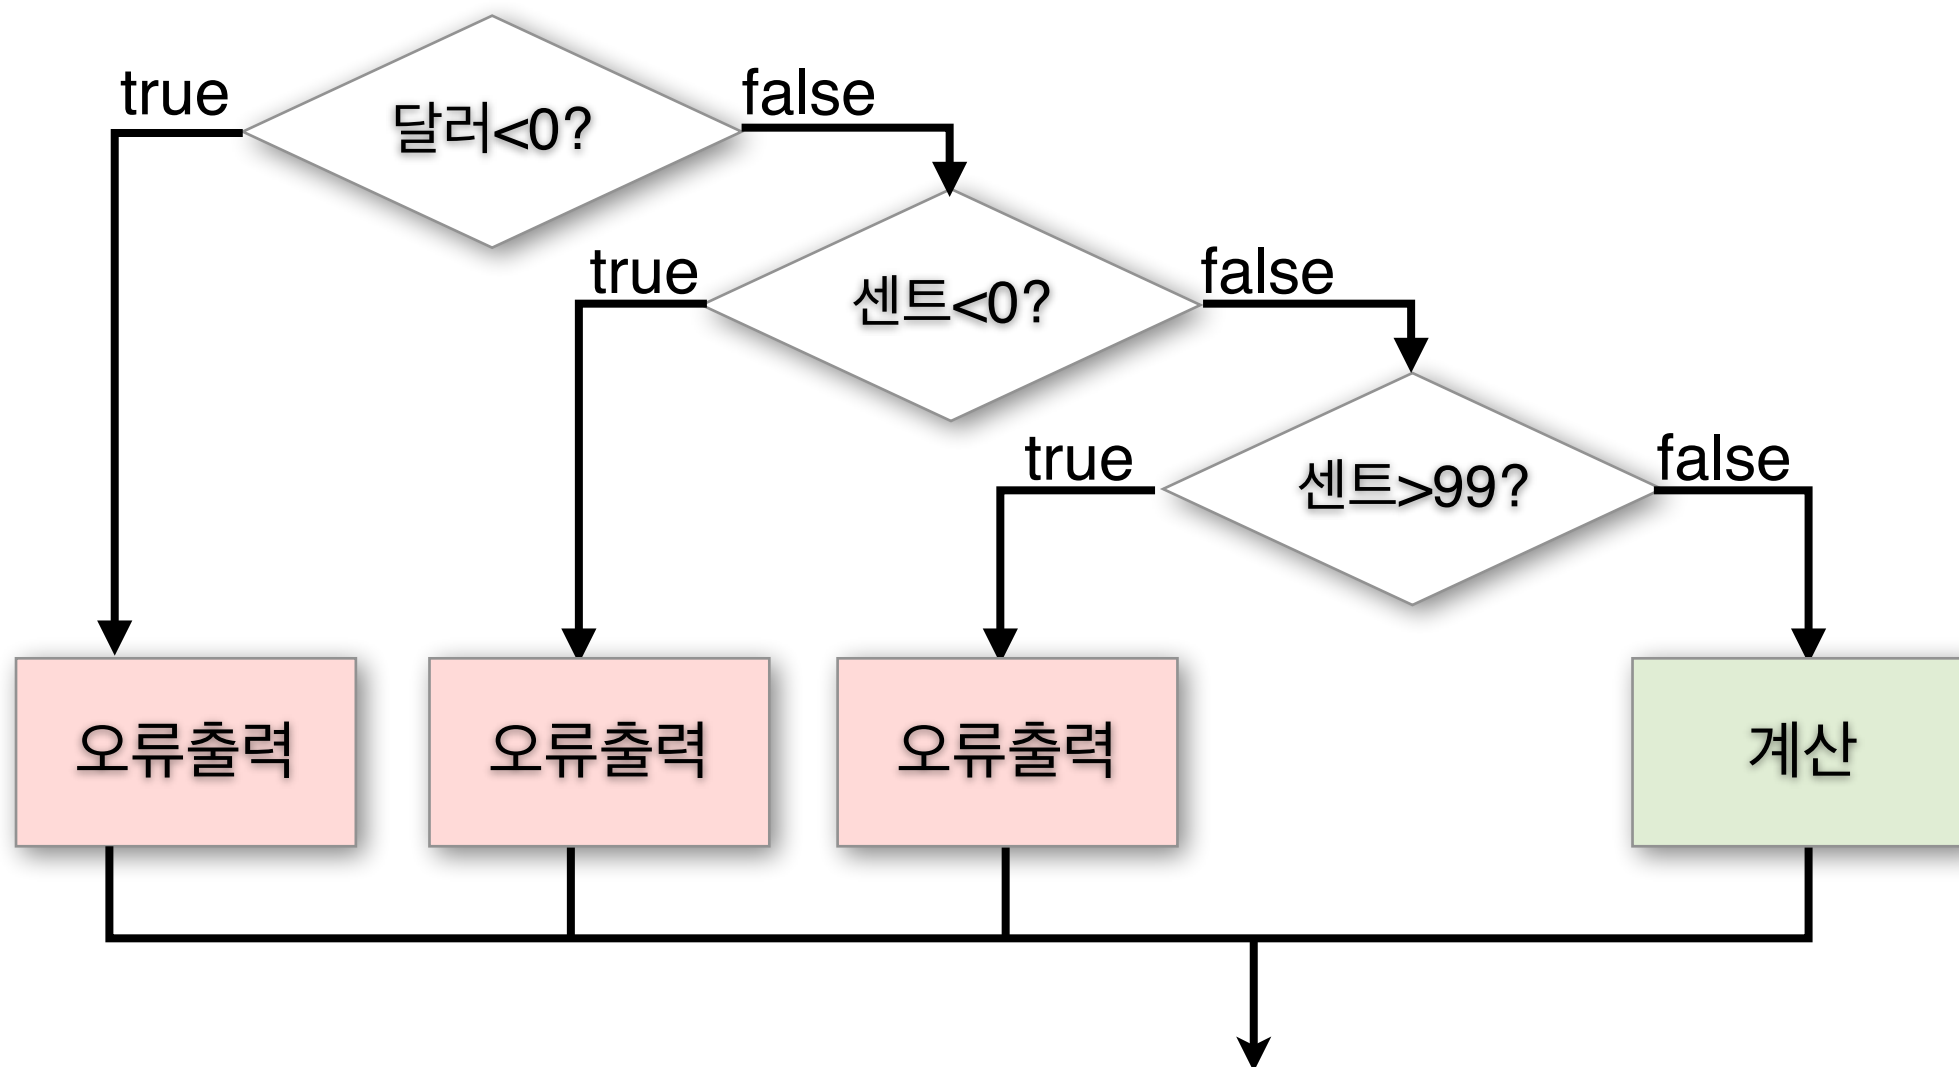 true
달러<0?
false
true
센트<0?
false
true
센트>99?
false
오류출력
오류출력
오류출력
계산